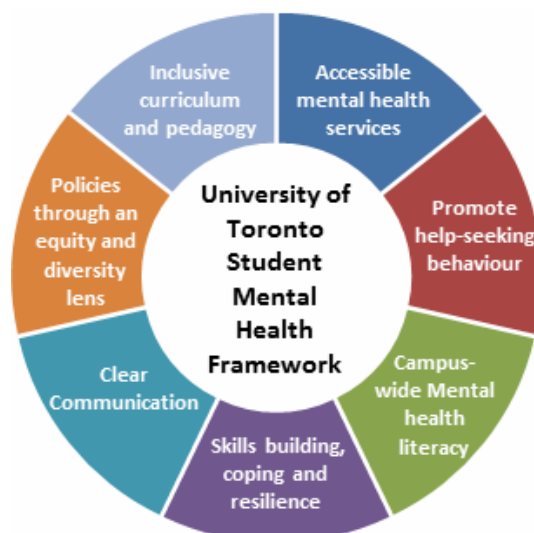 University of
Toronto
Student
Mental
Health
Framework
Accessible
mental health
services
Promote
help-seeking
behaviour
Campus-
wide Mental
health
literacy
Skills building,
coping and
resilience
Clear
Communication
Policies
through an
equity and
diversity
lens
Inclusive
curriculum
and pedagogy